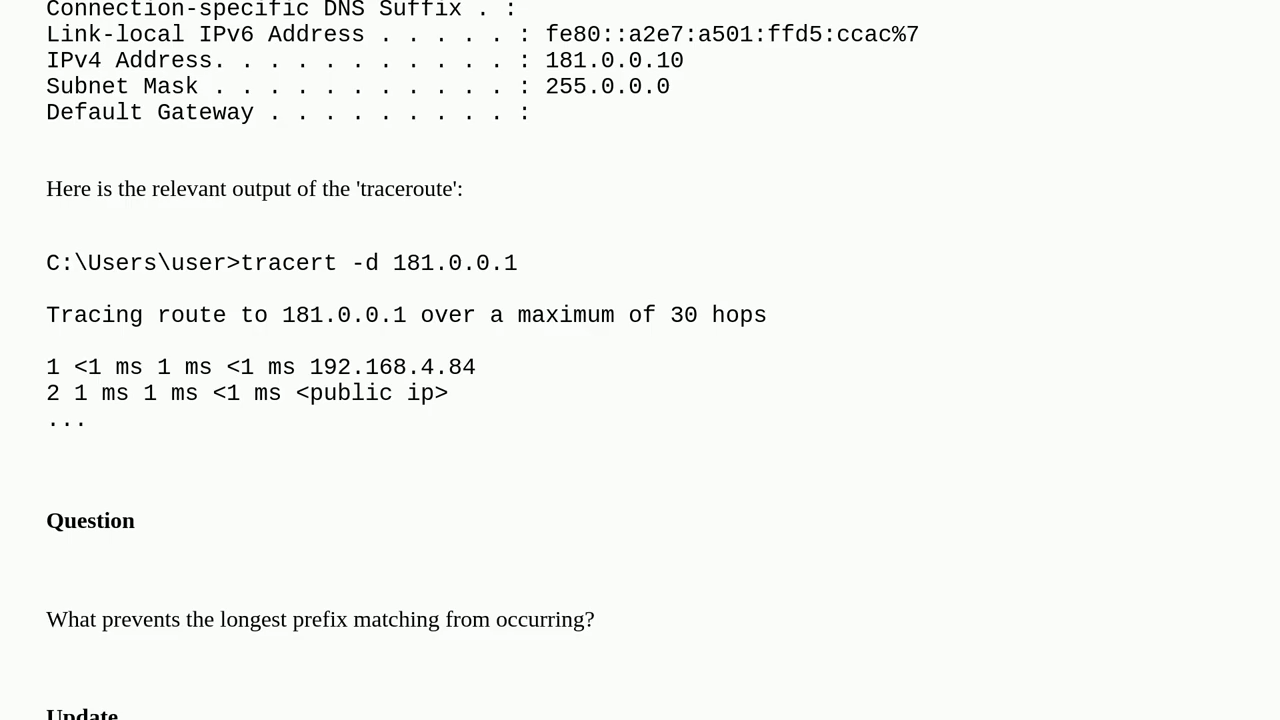 Connection-specific DNS Suffix . :
Link-local IPv6 Address . . . . . : fe80::a2e7:a501:ffd5:ccac%7
IPv4 Address. . . . . . . . . . . : 181.0.0.10
Subnet Mask . . . . . . . . . . . : 255.0.0.0
Default Gateway . . . . . . . . . :
Here is the relevant output of the 'traceroute':
C:\Users\user>tracert -d 181.0.0.1
Tracing route to 181.0.0.1 over a maximum of 30 hops
1 <1 ms 1 ms <1 ms 192.168.4.84
2 1 ms 1 ms <1 ms <public ip>
...
Question
What prevents the longest prefix matching from occurring?
Update